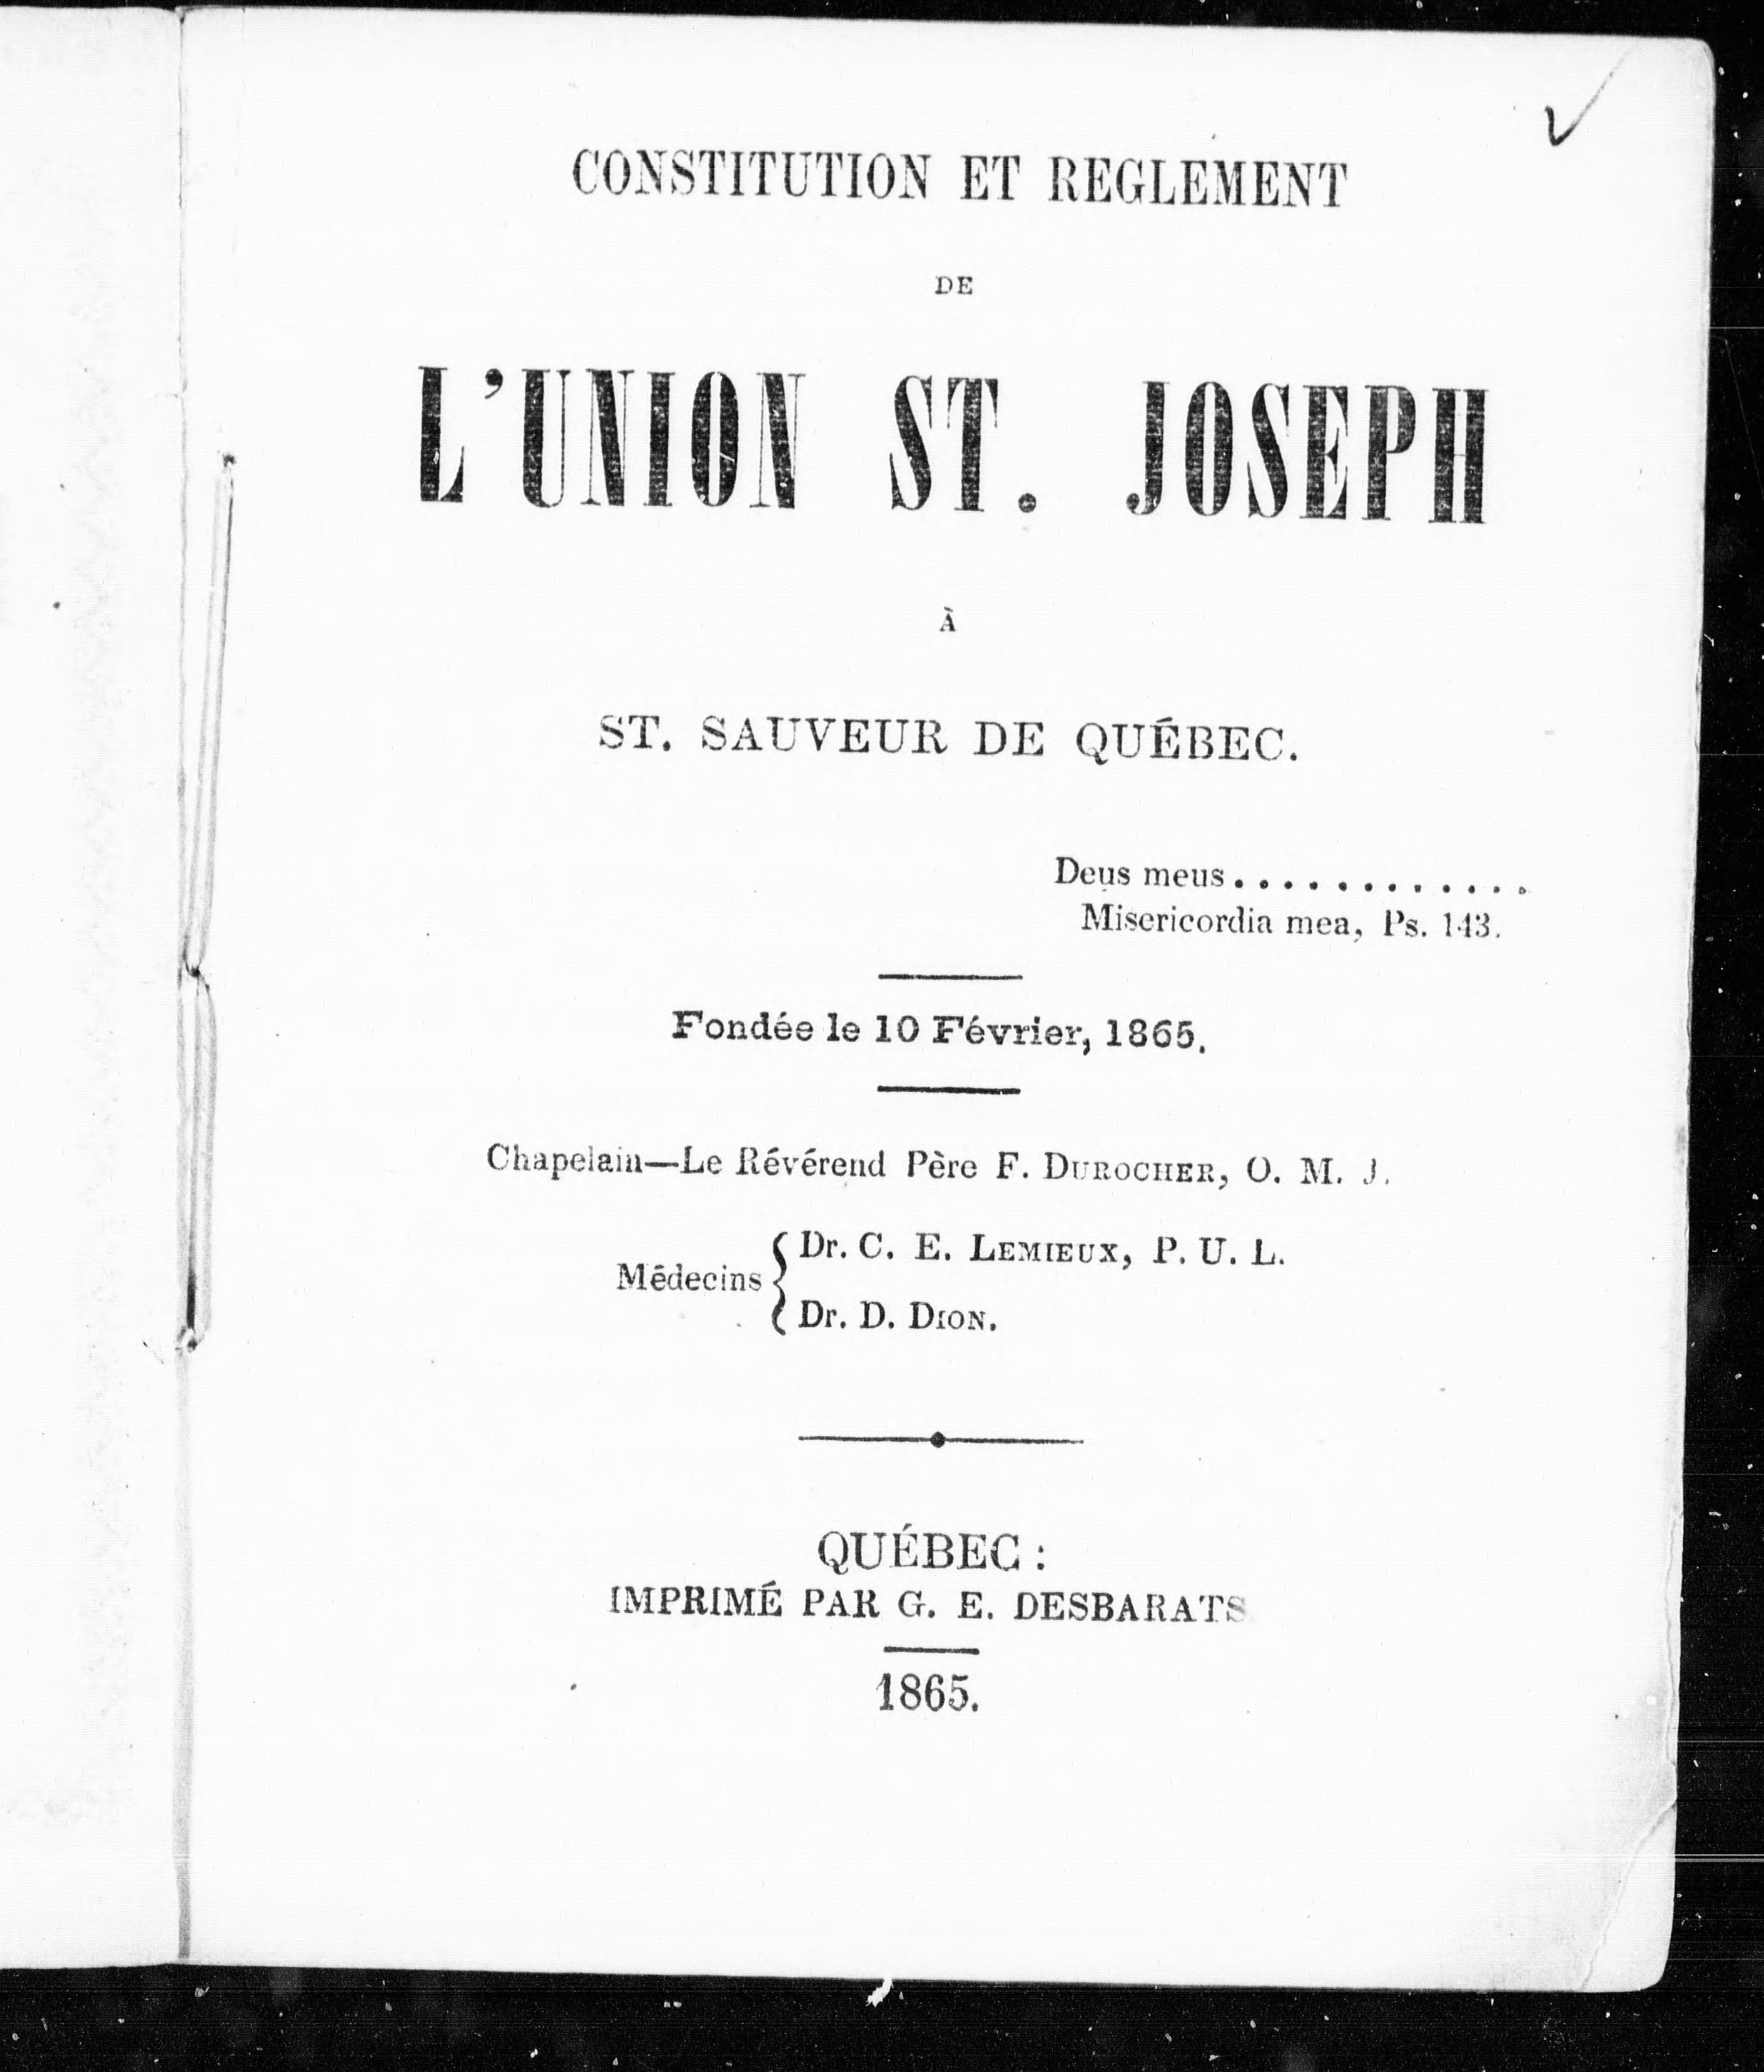 CONSTITUTION ET REGLEMENT
DE
L'UNION ST. JOSEPH
À
ST. SAUVEUR DE QUÉBEC.
Deus meus.............
Misericordia mea, Ps. 143.
Fondée le 10 Février, 1865.
Chapelain—Le Révérend Père F. DUROCHER, O. M. J.
Médecins { Dr. C. E. LEMIEUX, P. U. L.
Dr. D. DION.
QUÉBEC :
IMPRIMÉ PAR G. E. DESBARATS
1865.